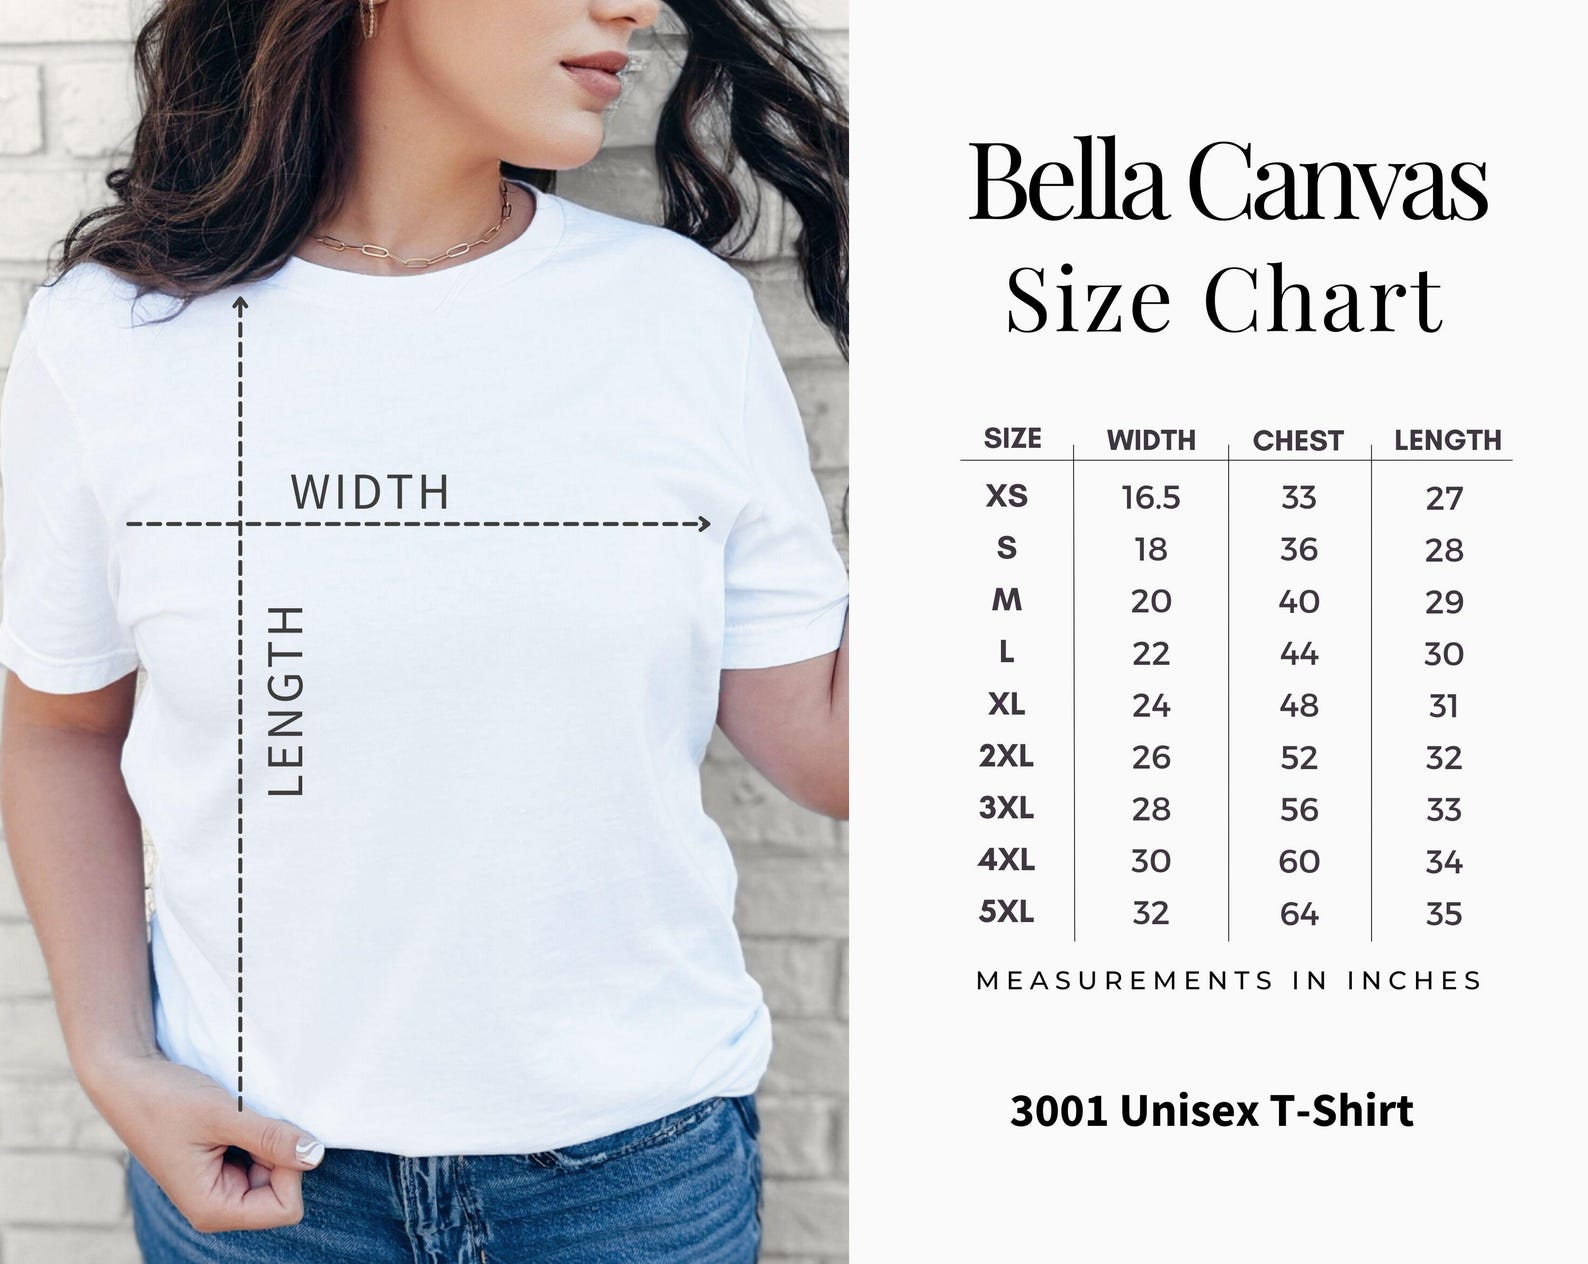 WIDTH
LENGTH
Bella Canvas
Size Chart
SIZE WIDTH CHEST LENGTH
XS 16.5 33 27
S 18 36 28
M 20 40 29
L 22 44 30
XL 24 48 31
2XL 26 52 32
3XL 28 56 33
4XL 30 60 34
5XL 32 64 35
MEASUREMENTS IN INCHES
3001 Unisex T-Shirt